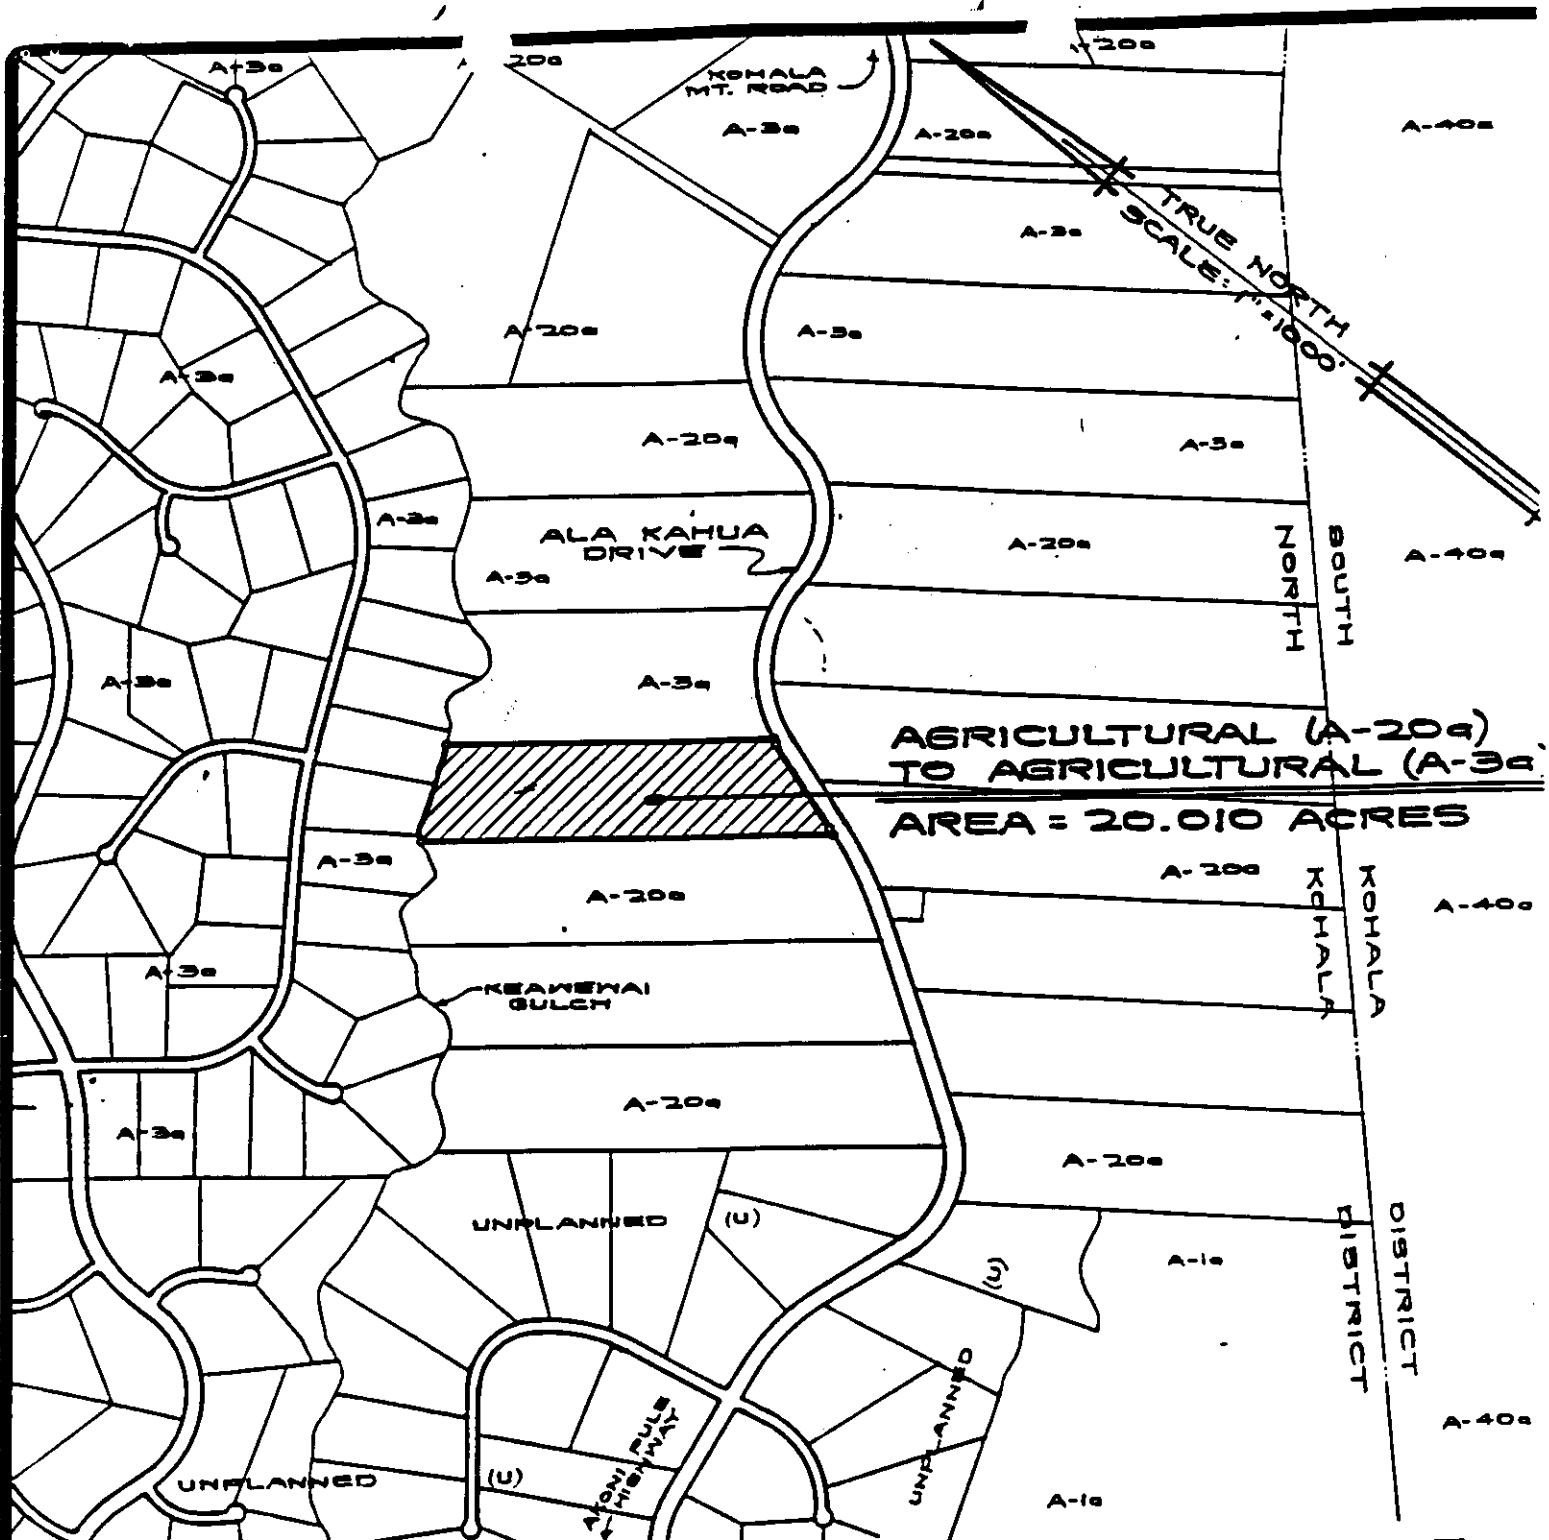 A-3a
20a
KOHALA
MT. ROAD
A-3a
A-20a
A-20a
A-40a
TRUE NORTH
SCALE: 1"=1000'
A-3a
A-20a
A-3a
A-3a
A-20a
A-3a
A-3a
ALA KAHUA
DRIVE
A-3a
A-20a
NORTH
SOUTH
A-40a
A-3a
A-3a
AGRICULTURAL (A-20a)
TO AGRICULTURAL (A-3a
AREA = 20.010 ACRES
A-3a
A-20a
A-20a
KOHALA
KOHALA
A-40a
A-3a
KEAWEWAI
GULCH
A-3a
A-20a
A-20a
UNPLANNED
(U)
(U)
A-1a
DISTRICT
DISTRICT
UNPLANNED
A-40a
UNPLANNED
(U)
AKONI PULE
HIGHWAY
A-1a